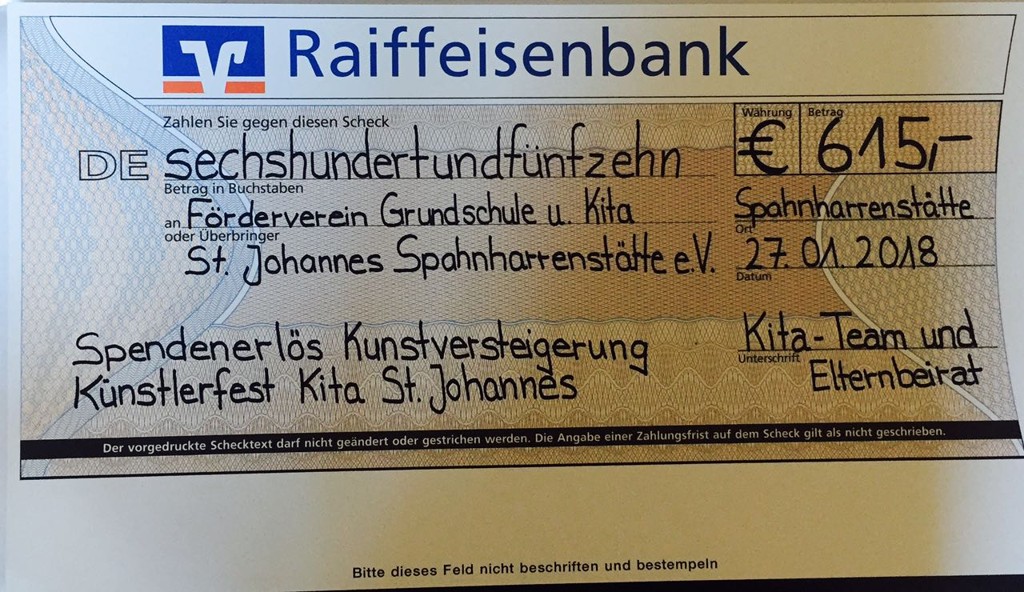 Raiffeisenbank
Zahlen Sie gegen diesen Scheck
Währung Betrag
DE sechshundertundfünfzehn € 615,-
Betrag in Buchstaben
an Förderverein Grundschule u. Kita Spahnharrenstätte
oder Überbringer Ort
St. Johannes Spahnharrenstätte e.V. 27.01.2018
Datum
Spendenerlös Kunstversteigerung Kita-Team und
Unterschrift
Künstlerfest Kita St. Johannes Elternbeirat
Der vorgedruckte Schecktext darf nicht geändert oder gestrichen werden. Die Angabe einer Zahlungsfrist auf dem Scheck gilt als nicht geschrieben.
Bitte dieses Feld nicht beschriften und bestempeln